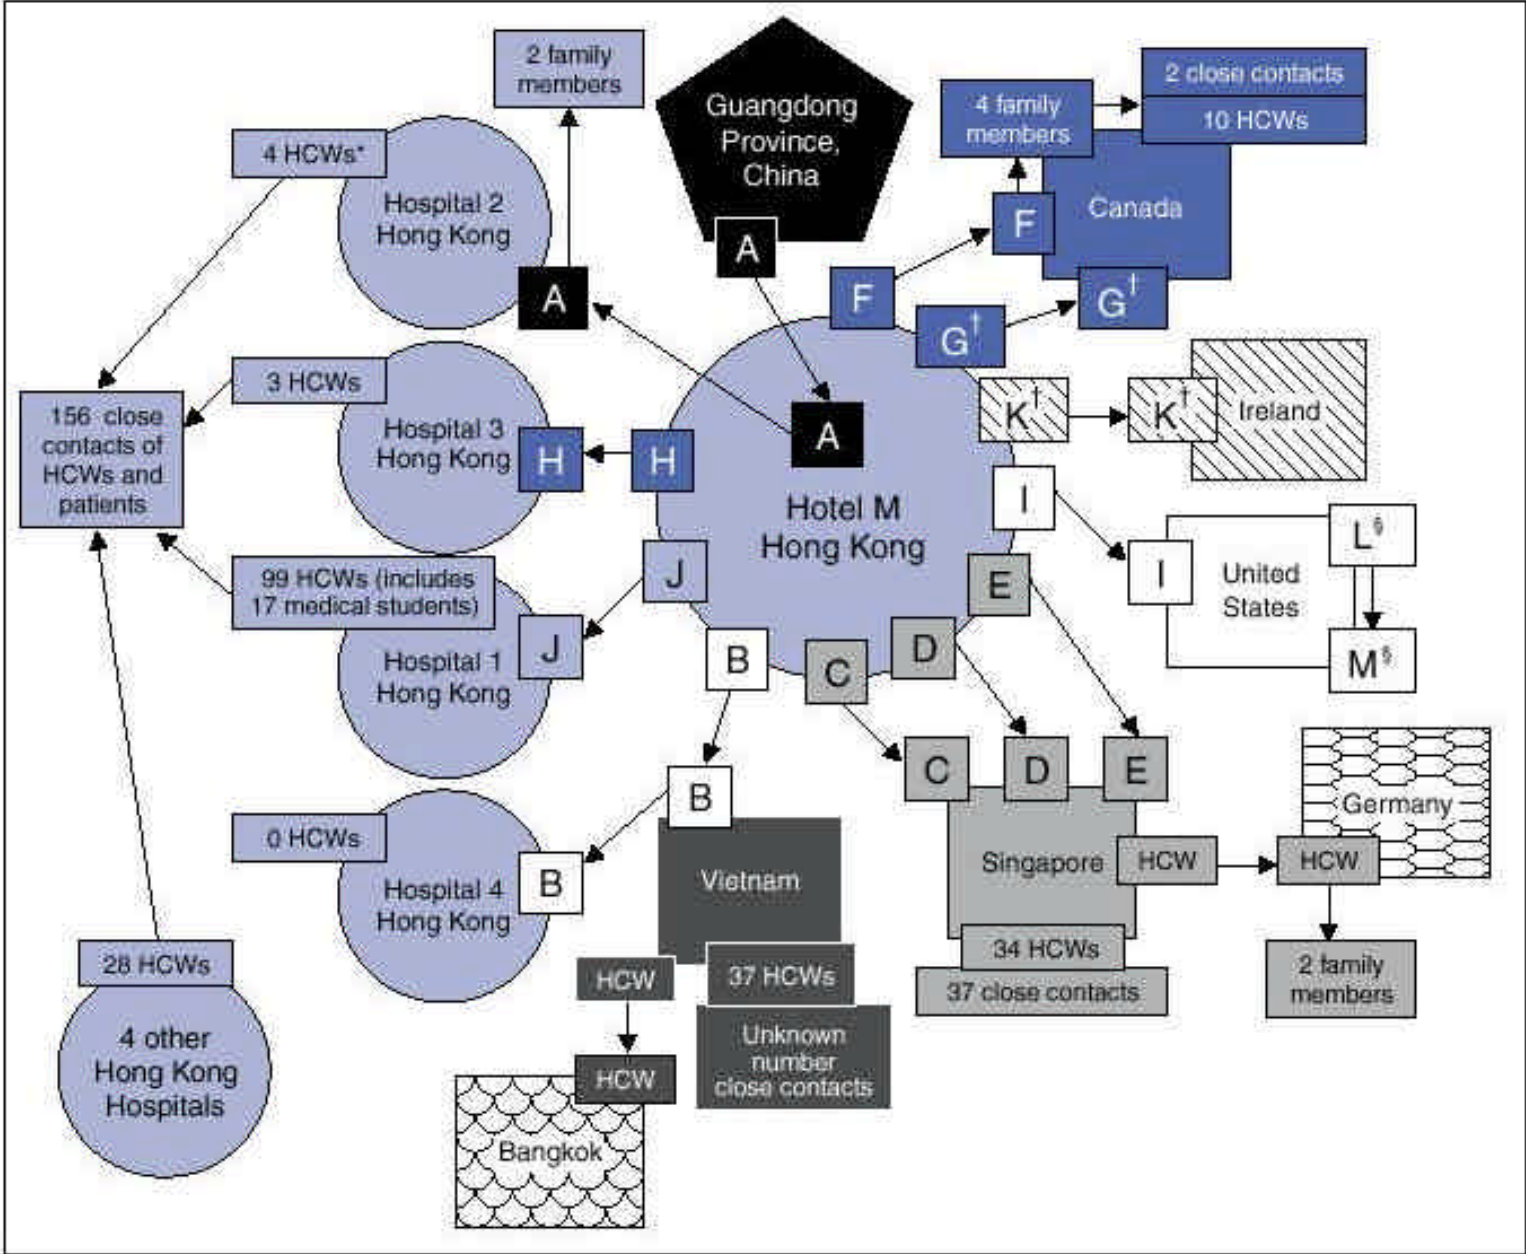 2 family
members
Guangdong
Province,
China
A
4 family
members
2 close contacts
10 HCWs
F
Canada
G†
4 HCWs*
Hospital 2
Hong Kong
A
F
G†
3 HCWs
Hospital 3
Hong Kong
H
H
A
Hotel M
Hong Kong
K†
K†
Ireland
156 close
contacts of
HCWs and
patients
I
I
United
States
L§
M§
99 HCWs (includes
17 medical students)
Hospital 1
Hong Kong
J
J
B
C
D
E
C
D
E
Singapore
HCW
34 HCWs
37 close contacts
Germany
HCW
2 family
members
0 HCWs
Hospital 4
Hong Kong
B
B
Vietnam
HCW
37 HCWs
Unknown
number
close contacts
HCW
Bangkok
28 HCWs
4 other
Hong Kong
Hospitals